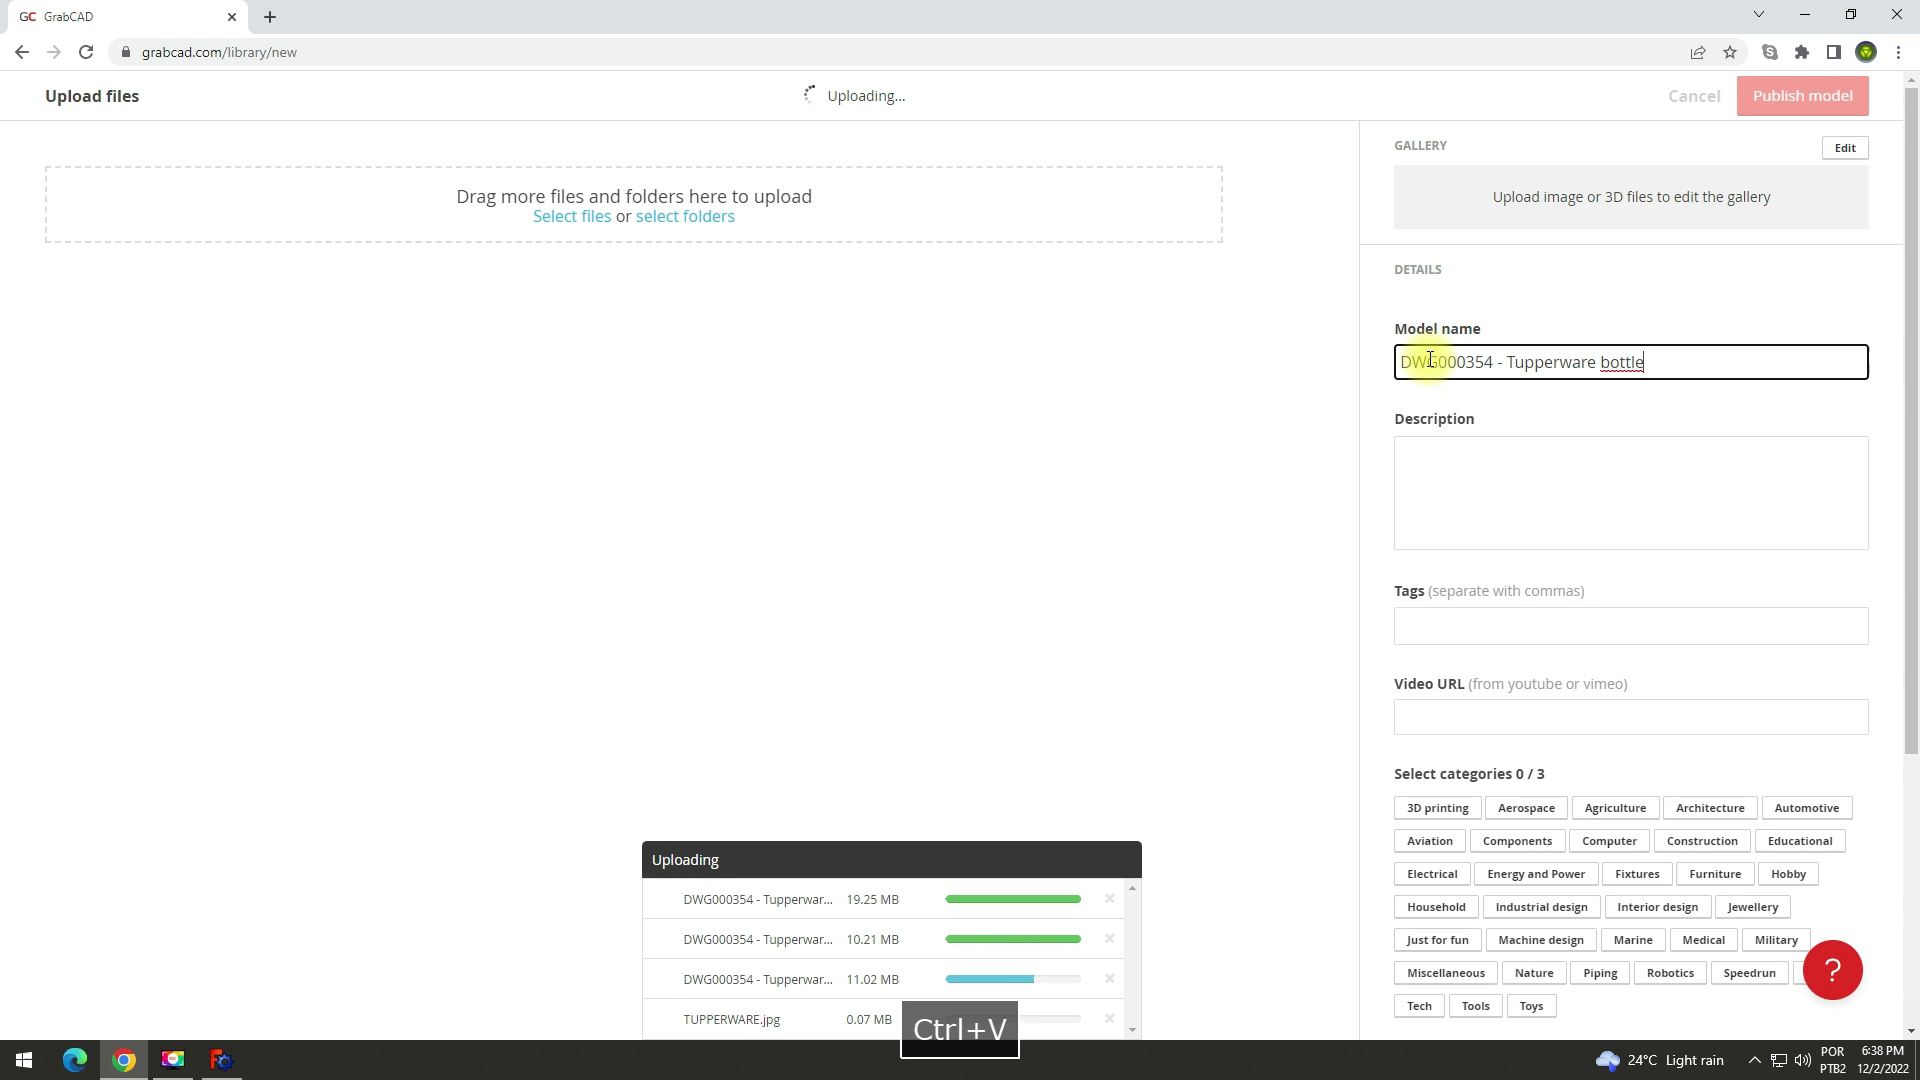 GC GrabCAD
grabcad.com/library/new
Upload files
Uploading...
Cancel
Publish model
Drag more files and folders here to upload
Select files or select folders
GALLERY
Edit
Upload image or 3D files to edit the gallery
DETAILS
Model name
DWG000354 - Tupperware bottle
Description
Tags (separate with commas)
Video URL (from youtube or vimeo)
Select categories 0 / 3
3D printing Aerospace Agriculture Architecture Automotive
Aviation Components Computer Construction Educational
Electrical Energy and Power Fixtures Furniture Hobby
Household Industrial design Interior design Jewellery
Just for fun Machine design Marine Medical Military
Miscellaneous Nature Piping Robotics Speedrun
Tech Tools Toys
?
Uploading
DWG000354 - Tupperwar... 19.25 MB
DWG000354 - Tupperwar... 10.21 MB
DWG000354 - Tupperwar... 11.02 MB
TUPPERWARE.jpg 0.07 MB
Ctrl+V
24°C Light rain
POR
PTB2
6:38 PM
12/2/2022